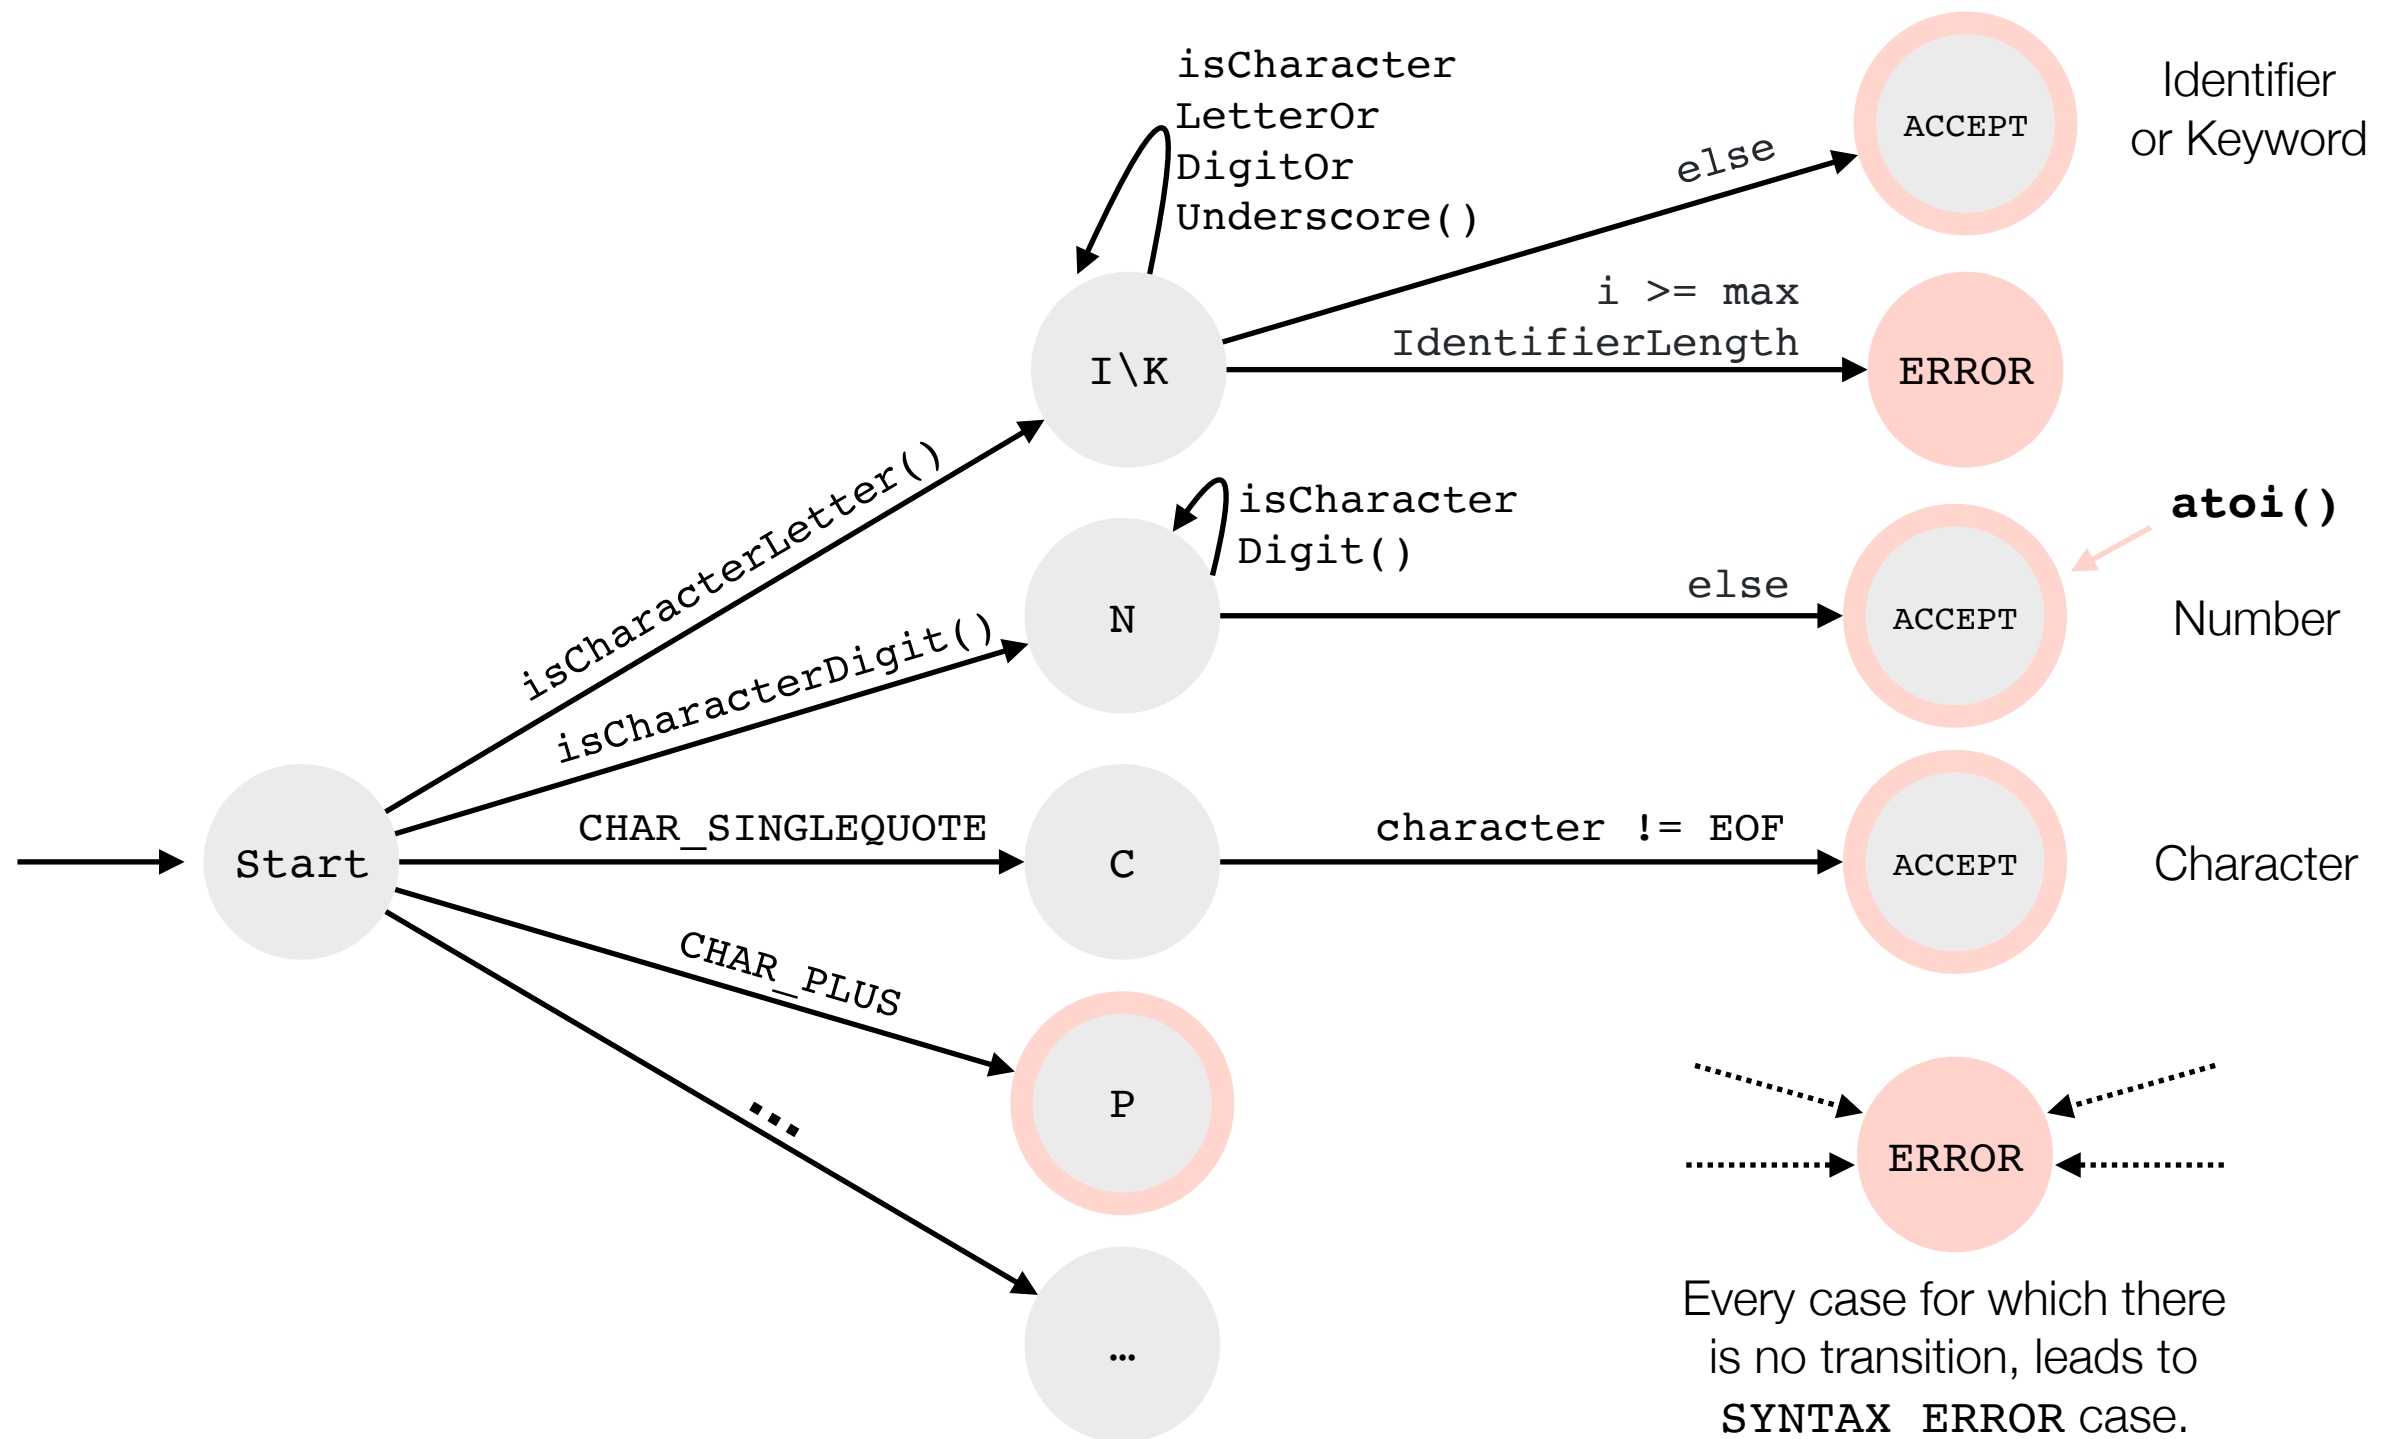 isCharacter
LetterOr
DigitOr
Underscore()
else
ACCEPT
Identifier
or Keyword
i >= max
IdentifierLength
I\K
ERROR
isCharacterLetter()
isCharacter
Digit()
atoi()
else
N
ACCEPT
Number
isCharacterDigit()
Start
CHAR_SINGLEQUOTE
C
character != EOF
ACCEPT
Character
CHAR_PLUS
P
...
…
ERROR
Every case for which there
is no transition, leads to
SYNTAX ERROR case.